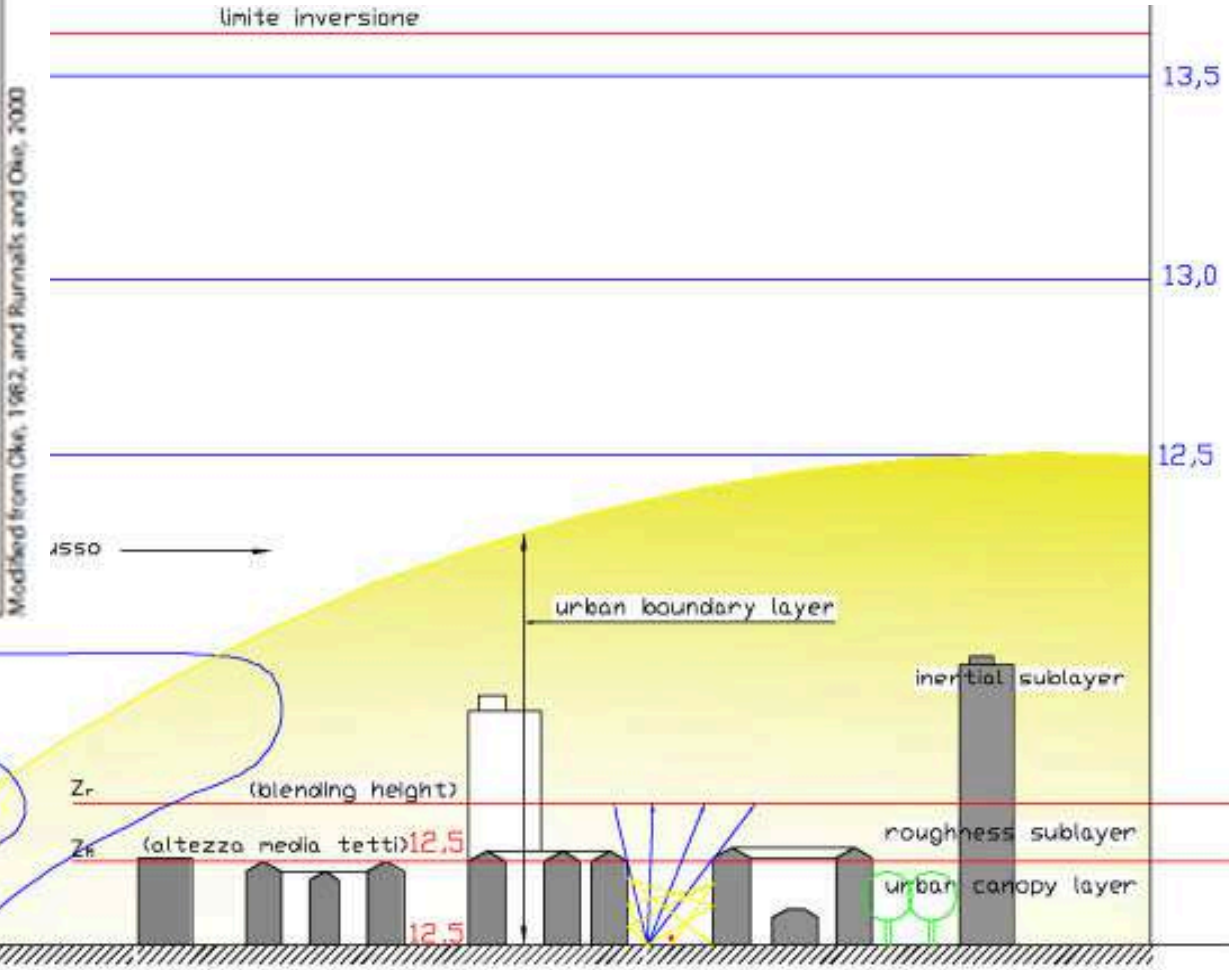 limite inversione
13,5
Modified from Oke, 1982, and Runnalls and Oke, 2000
13,0
12,5
usso
urban boundary layer
inertial sublayer
Zr
(blending height)
roughness sublayer
(altezza media tetti)12,5
urban canopy layer
12,5